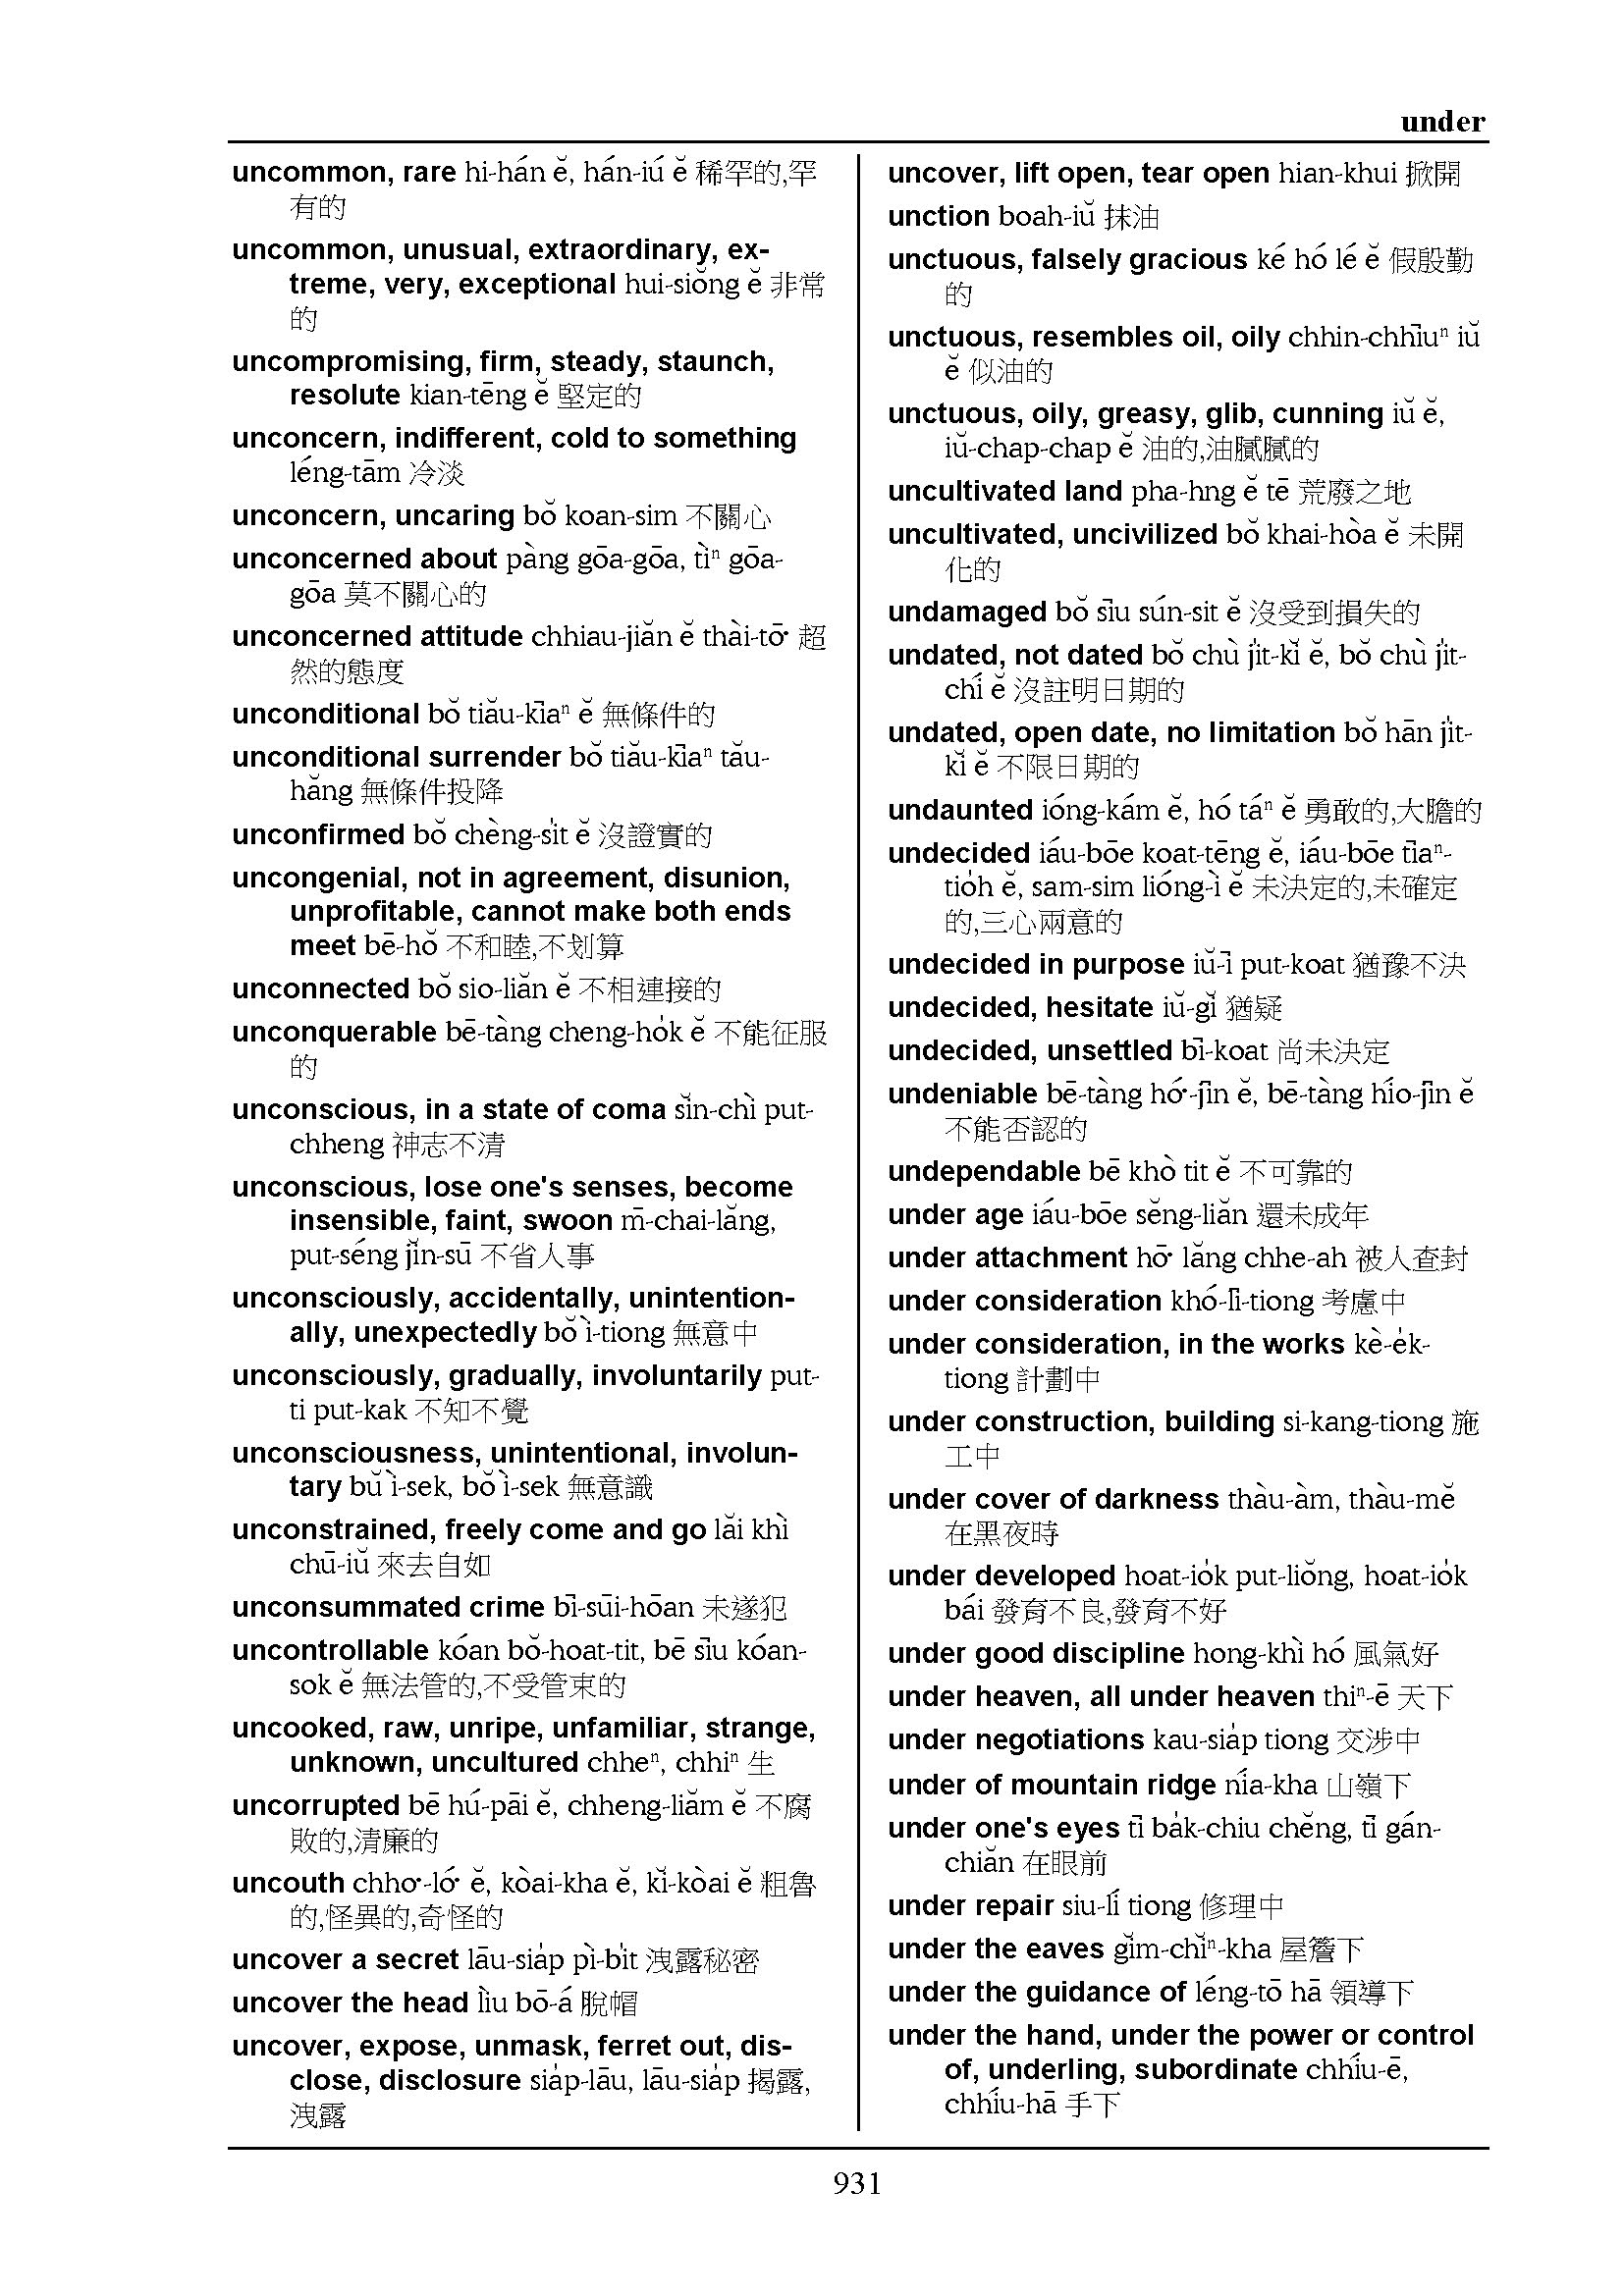 under
uncommon, rare hi-hán ĕ, hán-iú ĕ 稀罕的,罕
有的
uncommon, unusual, extraordinary, ex-
treme, very, exceptional hui-siŏng ĕ 非常
的
uncompromising, firm, steady, staunch,
resolute kian-tēng ĕ 堅定的
unconcern, indifferent, cold to something
léng-tām 冷淡
unconcern, uncaring bŏ koan-sim 不關心
unconcerned about pàng gōa-gōa, tìⁿ gōa-
gōa 莫不關心的
unconcerned attitude chhiau-jiăn ĕ thài-tō͘ 超
然的態度
unconditional bŏ tiău-kīaⁿ ĕ 無條件的
unconditional surrender bŏ tiău-kīaⁿ tău-
hăng 無條件投降
unconfirmed bŏ chèng-si̍t ĕ 沒證實的
uncongenial, not in agreement, disunion,
unprofitable, cannot make both ends
meet bē-hŏ 不和睦,不划算
unconnected bŏ sio-liăn ĕ 不相連接的
unconquerable bē-tàng cheng-ho̍k ĕ 不能征服
的
unconscious, in a state of coma sĭn-chì put-
chheng 神志不清
unconscious, lose one's senses, become
insensible, faint, swoon m̄-chai-lăng,
put-séng jĭn-sū 不省人事
unconsciously, accidentally, unintention-
ally, unexpectedly bŏ ì-tiong 無意中
unconsciously, gradually, involuntarily put-
ti put-kak 不知不覺
unconsciousness, unintentional, involun-
tary bŭ ì-sek, bŏ ì-sek 無意識
unconstrained, freely come and go lăi khì
chū-iŭ 來去自如
unconsummated crime bī-sūi-hōan 未遂犯
uncontrollable kóan bŏ-hoat-tit, bē sīu kóan-
sok ĕ 無法管的,不受管束的
uncooked, raw, unripe, unfamiliar, strange,
unknown, uncultured chheⁿ, chhiⁿ 生
uncorrupted bē hú-pāi ĕ, chheng-liăm ĕ 不腐
敗的,清廉的
uncouth chho͘-ló͘ ĕ, kòai-kha ĕ, kĭ-kòai ĕ 粗魯
的,怪異的,奇怪的
uncover a secret lāu-sia̍p pì-bi̍t 洩露秘密
uncover the head lìu bō-á 脫帽
uncover, expose, unmask, ferret out, dis-
close, disclosure sia̍p-lāu, lāu-sia̍p 揭露,
洩露
uncover, lift open, tear open hian-khui 掀開
unction boah-iŭ 抹油
unctuous, falsely gracious ké hó lé ĕ 假殷勤
的
unctuous, resembles oil, oily chhin-chhīuⁿ iŭ
ĕ 似油的
unctuous, oily, greasy, glib, cunning iŭ ĕ,
iŭ-chap-chap ĕ 油的,油膩膩的
uncultivated land pha-hng ĕ tē 荒廢之地
uncultivated, uncivilized bŏ khai-hòa ĕ 未開
化的
undamaged bŏ sīu sún-sit ĕ 沒受到損失的
undated, not dated bŏ chù ji̍t-kĭ ĕ, bŏ chù ji̍t-
chí ĕ 沒註明日期的
undated, open date, no limitation bŏ hān ji̍t-
kĭ ĕ 不限日期的
undaunted ióng-kám ĕ, hó táⁿ ĕ 勇敢的,大膽的
undecided iáu-bōe koat-tēng ĕ, iáu-bōe tīaⁿ-
tio̍h ĕ, sam-sim lióng-ì ĕ 未決定的,未確定
的,三心兩意的
undecided in purpose iŭ-ī put-koat 猶豫不決
undecided, hesitate iŭ-gĭ 猶疑
undecided, unsettled bī-koat 尚未決定
undeniable bē-tàng hó͘-jīn ĕ, bē-tàng hío-jīn ĕ
不能否認的
undependable bē khò tit ĕ 不可靠的
under age iáu-bōe sĕng-liăn 還未成年
under attachment hō͘ lăng chhe-ah 被人查封
under consideration khó-lī-tiong 考慮中
under consideration, in the works kè-e̍k-
tiong 計劃中
under construction, building si-kang-tiong 施
工中
under cover of darkness thàu-àm, thàu-mĕ
在黑夜時
under developed hoat-io̍k put-liŏng, hoat-io̍k
bái 發育不良,發育不好
under good discipline hong-khì hó 風氣好
under heaven, all under heaven thiⁿ-ē 天下
under negotiations kau-sia̍p tiong 交涉中
under of mountain ridge nía-kha 山嶺下
under one's eyes tī ba̍k-chiu chĕng, tī gán-
chiăn 在眼前
under repair siu-lí tiong 修理中
under the eaves gĭm-chĭⁿ-kha 屋簷下
under the guidance of léng-tō hā 領導下
under the hand, under the power or control
of, underling, subordinate chhíu-ē,
chhíu-hā 手下
931